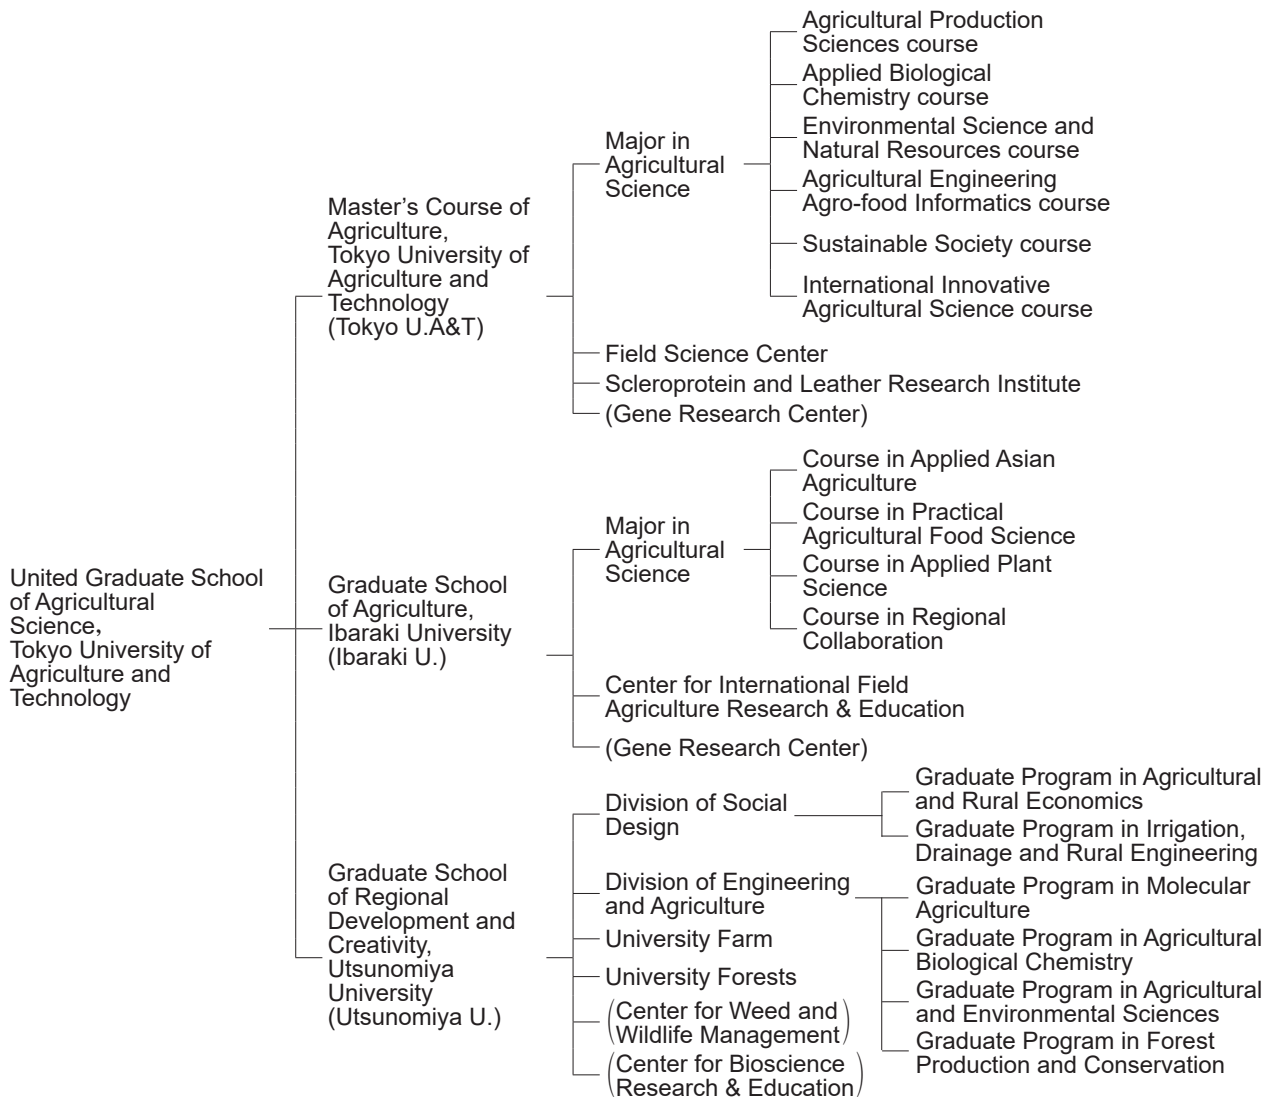 United Graduate School
of Agricultural
Science,
Tokyo University of
Agriculture and
Technology
Master’s Course of
Agriculture,
Tokyo University of
Agriculture and
Technology
(Tokyo U.A&T)
Major in
Agricultural
Science
Agricultural Production
Sciences course
Applied Biological
Chemistry course
Environmental Science and
Natural Resources course
Agricultural Engineering
Agro-food Informatics course
Sustainable Society course
International Innovative
Agricultural Science course
Field Science Center
Scleroprotein and Leather Research Institute
(Gene Research Center)
Graduate School
of Agriculture,
Ibaraki University
(Ibaraki U.)
Major in
Agricultural
Science
Course in Applied Asian
Agriculture
Course in Practical
Agricultural Food Science
Course in Applied Plant
Science
Course in Regional
Collaboration
Center for International Field
Agriculture Research & Education
(Gene Research Center)
Graduate School
of Regional
Development and
Creativity,
Utsunomiya
University
(Utsunomiya U.)
Division of Social
Design
Graduate Program in Agricultural
and Rural Economics
Graduate Program in Irrigation,
Drainage and Rural Engineering
Division of Engineering
and Agriculture
Graduate Program in Molecular
Agriculture
Graduate Program in Agricultural
Biological Chemistry
Graduate Program in Agricultural
and Environmental Sciences
Graduate Program in Forest
Production and Conservation
University Farm
University Forests
(Center for Weed and
Wildlife Management)
(Center for Bioscience
Research & Education)